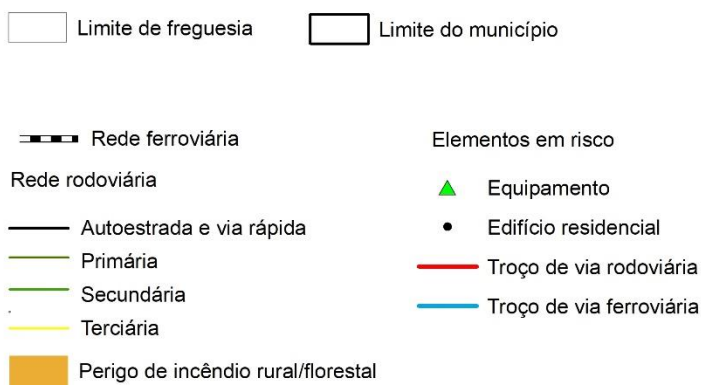 Limite de freguesia
Limite do município
Rede ferroviária
Rede rodoviária
Autoestrada e via rápida
Primária
Secundária
Terciária
Perigo de incêndio rural/florestal
Elementos em risco
Equipamento
Edifício residencial
Troço de via rodoviária
Troço de via ferroviária